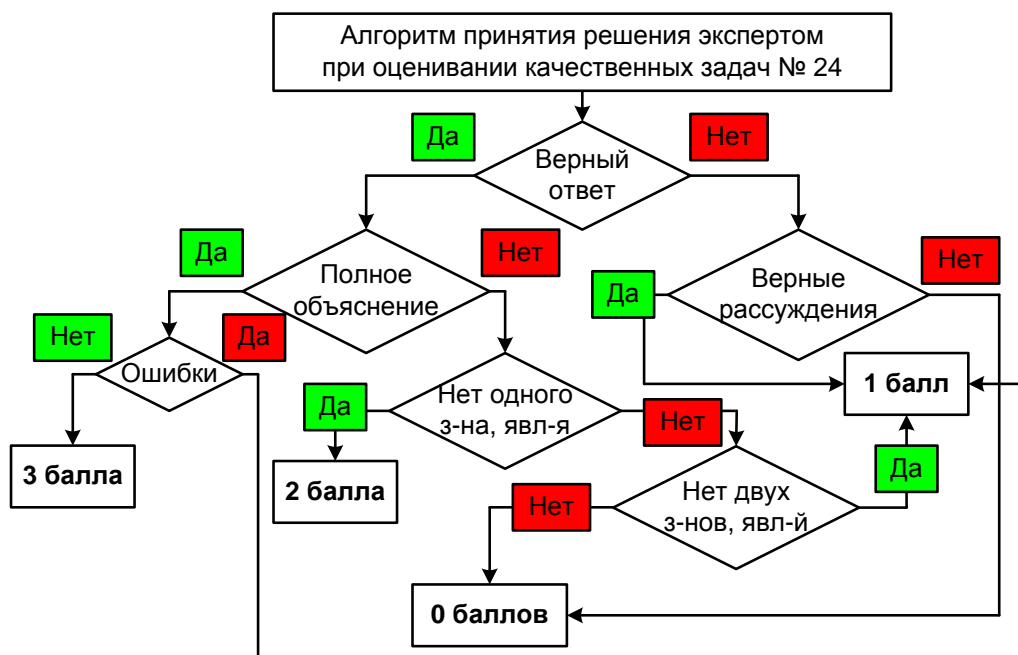 Алгоритм принятия решения экспертом
при оценивании качественных задач № 24
Да
Нет
Верный
ответ
Да
Нет
Полное
объяснение
Нет
Верные
рассуждения
Да
Нет
Да
Ошибки
1 балл
Да
Нет одного
з-на, явл-я
Нет
3 балла
2 балла
Да
Нет двух
з-нов, явл-й
Нет
0 баллов